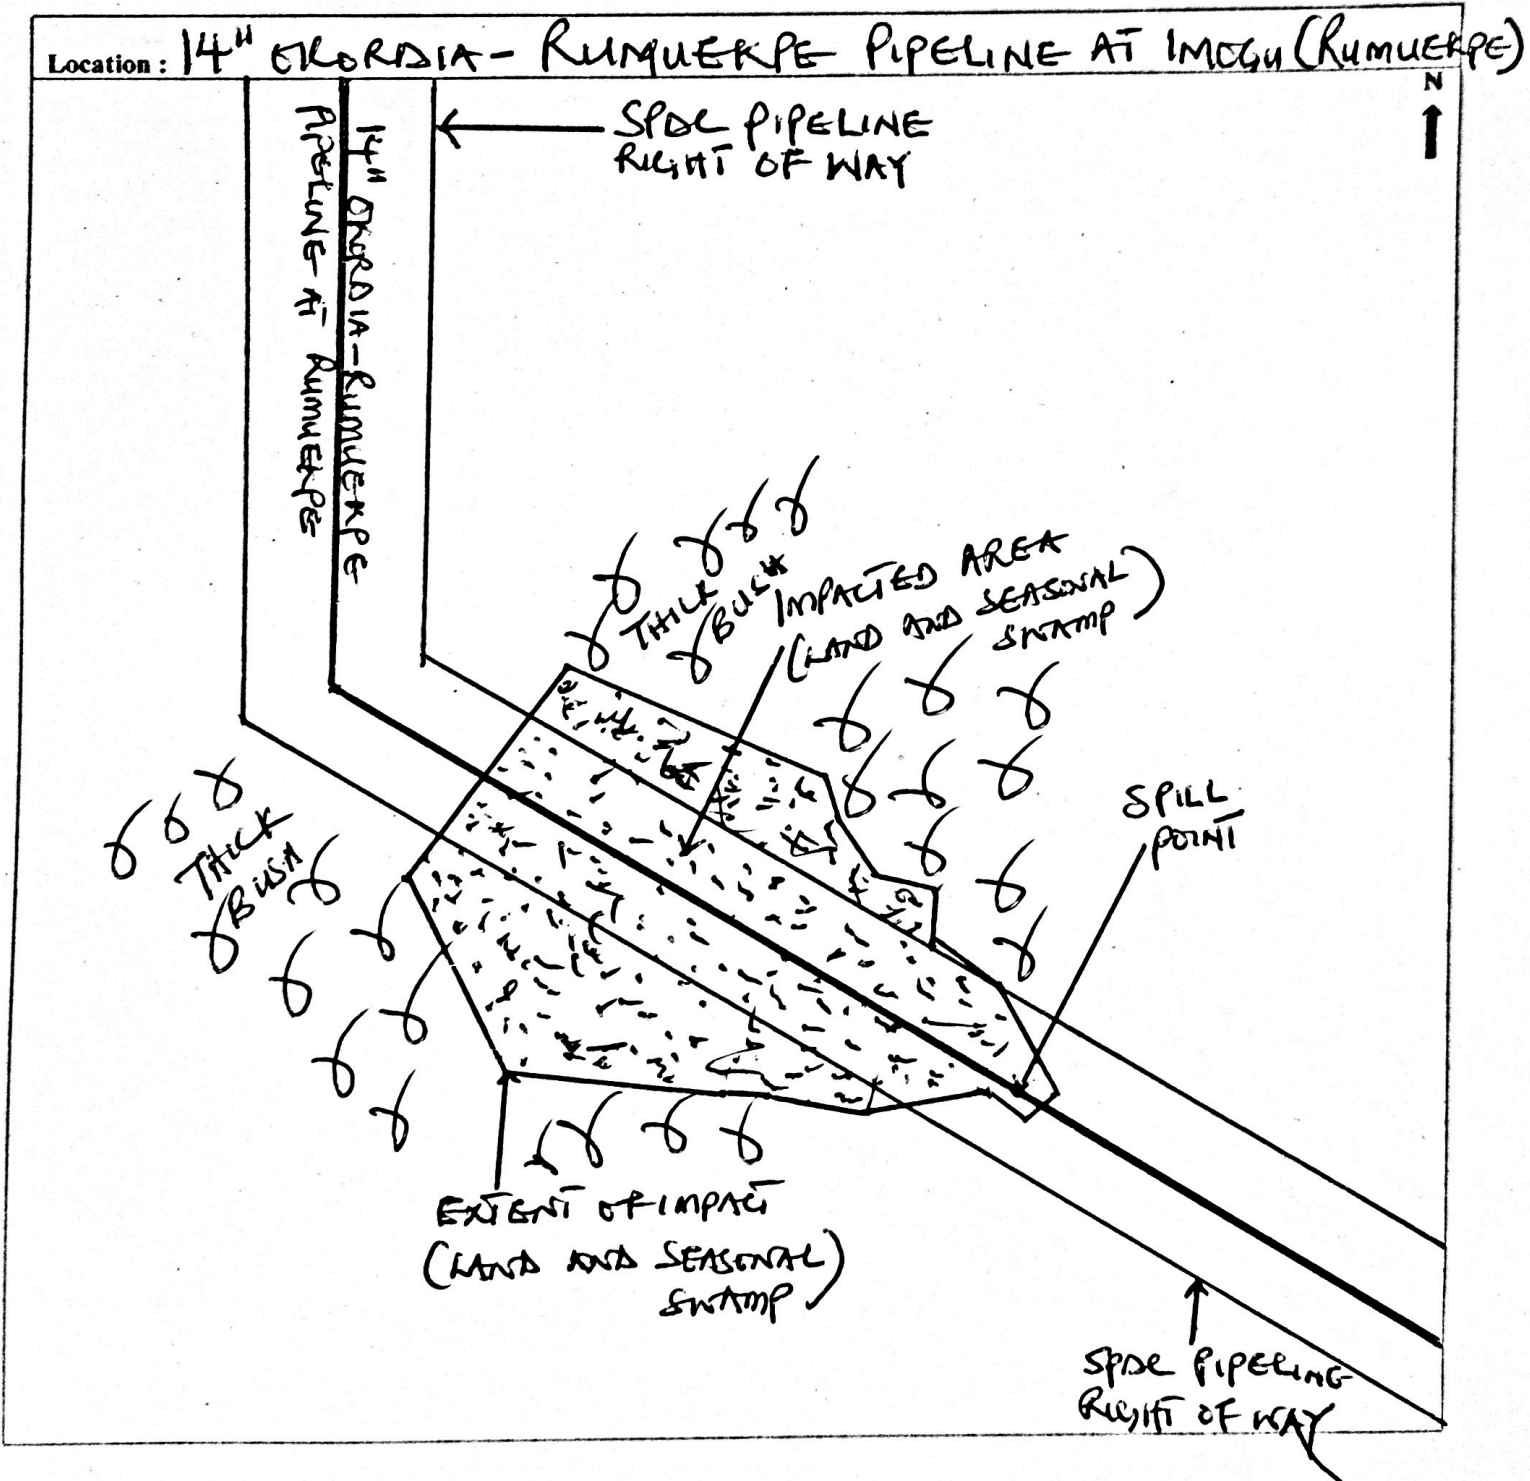 Location : 14" OKORDIA - RUMUEKPE PIPELINE AT IMOGU (RUMUEKPE)
N
SPDC PIPELINE
RIGHT OF WAY
14" OKORDIA - RUMUEKPE
PIPELINE AT RUMUEKPE
THICK
BUSH
IMPACTED AREA
(LAND AND SEASONAL
SWAMP)
SPILL
POINT
THICK
BUSH
EXTENT OF IMPACT
(LAND AND SEASONAL
SWAMP)
SPDC PIPELINE
RIGHT OF WAY